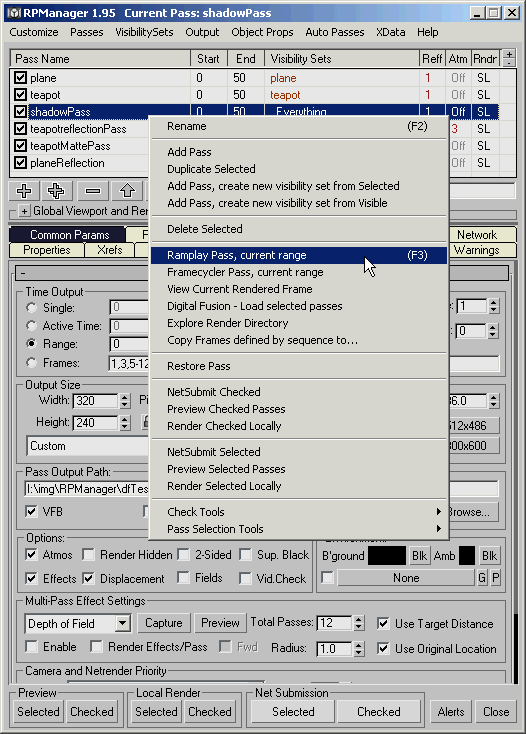 RPManager 1.95 Current Pass: shadowPass
Customize Passes VisibilitySets Output Object Props Auto Passes XData Help
Pass Name Start End Visibility Sets Reff Atm Rndr + -
plane 0 50 plane 1 Off SL
teapot 0 50 teapot 1 Off SL
shadowPass 0 50 Everything 1 Off SL
teapotreflectionPass 3 SL
teapotMattePass Off SL
planeReflection Off SL
Rename (F2)
Add Pass
Duplicate Selected
Add Pass, create new visibility set from Selected
Add Pass, create new visibility set from Visible
Delete Selected
Ramplay Pass, current range (F3)
Framecycler Pass, current range
View Current Rendered Frame
Digital Fusion - Load selected passes
Explore Render Directory
Copy Frames defined by sequence to...
Restore Pass
NetSubmit Checked
Preview Checked Passes
Render Checked Locally
NetSubmit Selected
Preview Selected Passes
Render Selected Locally
Check Tools
Pass Selection Tools
+ Global Viewport and Ren
Common Params F Network
Properties Xrefs Warnings
-
Time Output
Single: 0 e: 1
Active Time: 0 : 0
Range: 0
Frames: 1,3,5-12
Output Size
Width: 320 Pi 36.0
Height: 240 512x486
Custom 800x600
Pass Output Path:
I:\img\RPManager\dfTes
VFB Browse...
Options:
Atmos Render Hidden 2-Sided Sup. Black
Effects Displacement Fields Vid.Check
B'ground Blk Amb Blk
None G P
Multi-Pass Effect Settings
Depth of Field Capture Preview Total Passes: 12 Use Target Distance
Enable Render Effects/Pass Fwd Radius: 1.0 Use Original Location
Camera and Netrender Priority
Preview Local Render Net Submission
Selected Checked Selected Checked Selected Checked Alerts Close